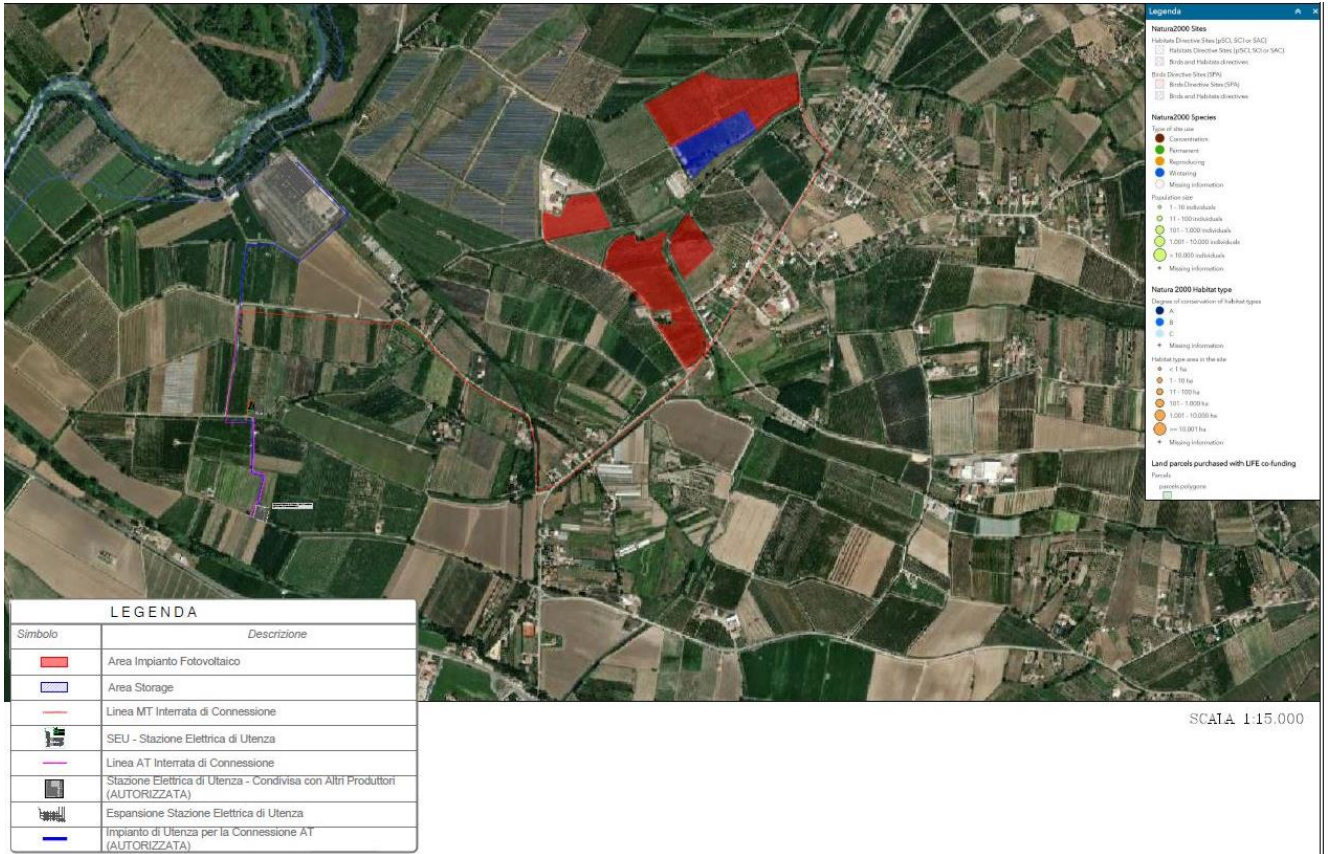 Legenda
Natura2000 Sites
Habitats Directive Sites (pSCI, SCI or SAC)
Habitats Directive Sites (pSCI, SCI or SAC)
Birds and Habitats directives
Birds Directive Sites (SPA)
Birds Directive Sites (SPA)
Birds and Habitats directives
Natura2000 Species
Type of site use
Concentration
Permanent
Reproducing
Wintering
Missing information
Population size
1 - 10 individuals
11 - 100 individuals
101 - 1.000 individuals
1.001 - 10.000 individuals
> 10.000 individuals
Missing information
Natura 2000 Habitat type
Degree of conservation of habitat types
A
B
C
Missing information
Habitat type area in the site
< 1 ha
1 - 10 ha
11 - 100 ha
101 - 1.000 ha
1.001 - 10.000 ha
>= 10.001 ha
Missing information
Land parcels purchased with LIFE co-funding
Parcels
parcels polygons
LEGENDA
Simbolo Descrizione
Area Impianto Fotovoltaico
Area Storage
Linea MT Interrata di Connessione
SEU - Stazione Elettrica di Utenza
Linea AT Interrata di Connessione
Stazione Elettrica di Utenza - Condivisa con Altri Produttori
(AUTORIZZATA)
Espansione Stazione Elettrica di Utenza
Impianto di Utenza per la Connessione AT
(AUTORIZZATA)
SCALA 1:15.000